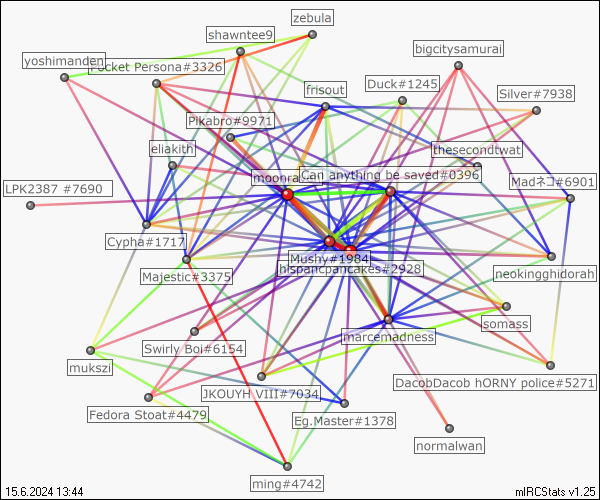 zebula
shawntee9
bigcitysamurai
yoshimanden
Pocket Persona#3326
frisout
Duck#1245
Silver#7938
Pikabro#9971
thesecondtwat
eliakith
Can anything be saved#0396
Madネコ#6901
LPK2387 #7690
Cypha#1717
Mushy#1984
hispancpancakes#2928
neokingghidorah
Majestic#3375
somass
marcemadness
Swirly Boi#6154
mukszi
DacobDacob hORNY police#5271
JKOUYH VIII#7034
Fedora Stoat#4479
Eg.Master#1378
normalwan
ming#4742
15.6.2024 13:44
mIRCStats v1.25